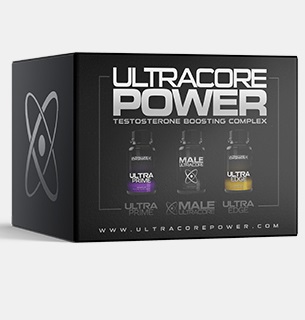 ULTRACORE
POWER
TESTOSTERONE BOOSTING COMPLEX
ULTRA
PRIME
MALE
ULTRACORE
ULTRA
EDGE
ULTRA
PRIME
MALE
ULTRACORE
ULTRA
EDGE
WWW.ULTRACOREPOWER.COM